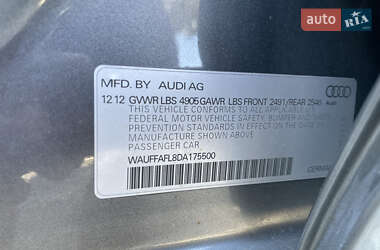 auto RIA.com
MFD. BY AUDI AG
12.12 GVWR LBS 4905 GAWR LBS FRONT 2491/REAR 2546
THIS VEHICLE CONFORMS TO ALL APPLICABLE
FEDERAL MOTOR VEHICLE SAFETY, BUMPER AND THEFT
PREVENTION STANDARDS IN EFFECT ON THE DATE OF
MANUFACTURE SHOWN ABOVE.
PASSENGER CAR
WAUFFAFL8DA175500